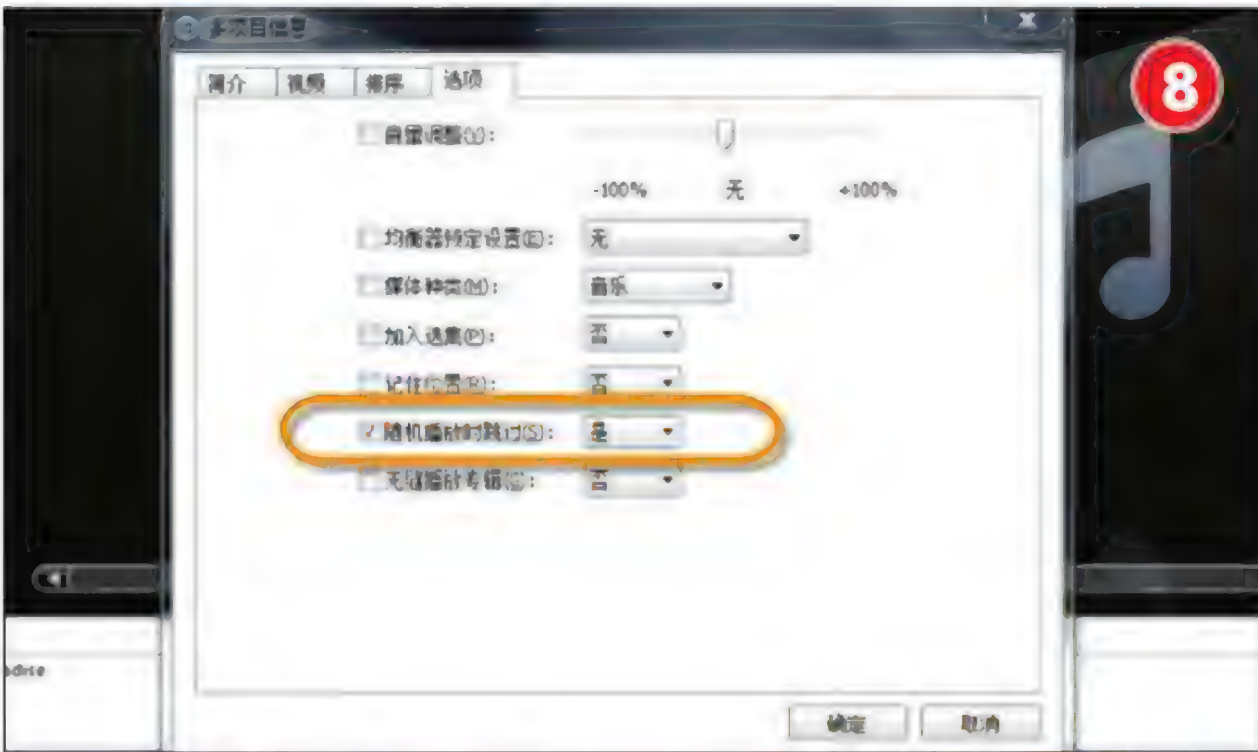 多项目信息
8
简介 视频 排序 选项
音量调整(V):
-100% 无 +100%
均衡器预定设置(E): 无
媒体种类(M): 音乐
加入选集(P): 否
记住位置(R): 否
随机播放时跳过(S): 是
无缝播放专辑(G): 否
确定 取消